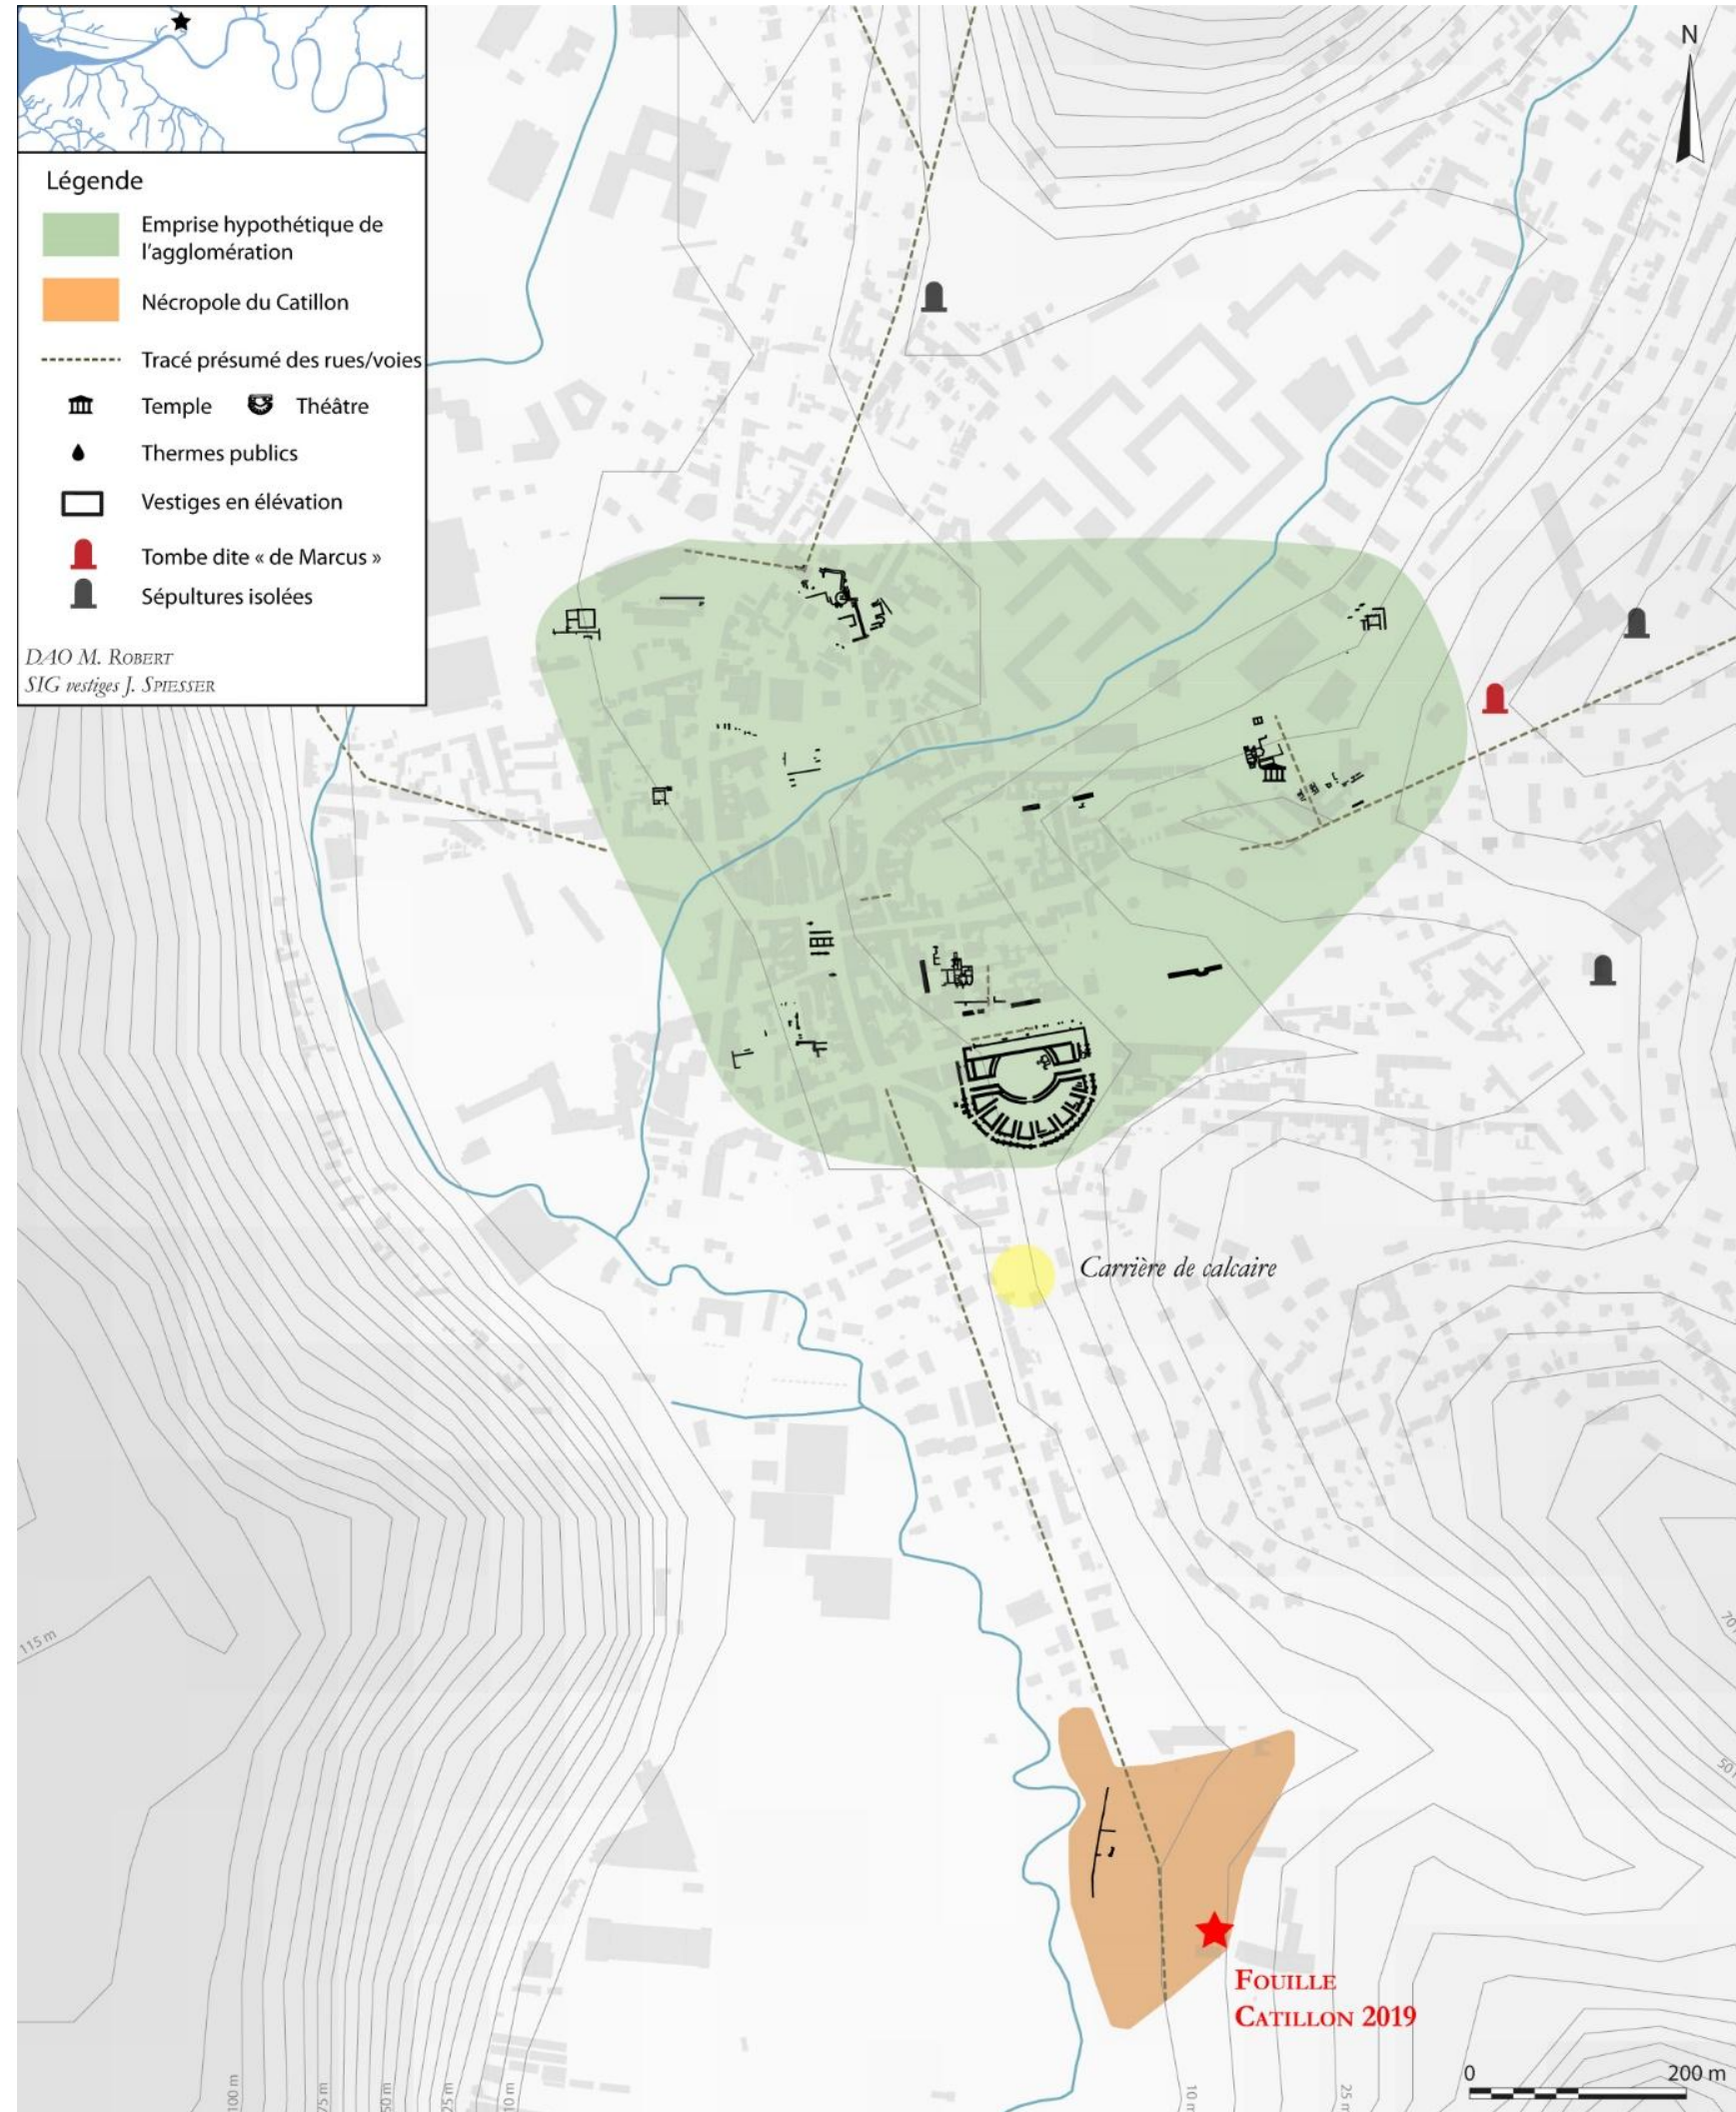 Légende
Emprise hypothétique de
l'agglomération
Nécropole du Catillon
Tracé présumé des rues/voies
Temple
Théâtre
Thermes publics
Vestiges en élévation
Tombe dite « de Marcus »
Sépultures isolées
DAO M. ROBERT
SIG vestiges J. SPIESSER
N
Carrière de calcaire
115 m
FOUILLE
CATILLON 2019
0
200 m
100 m
75 m
50 m
25 m
10 m
10 m
25 m